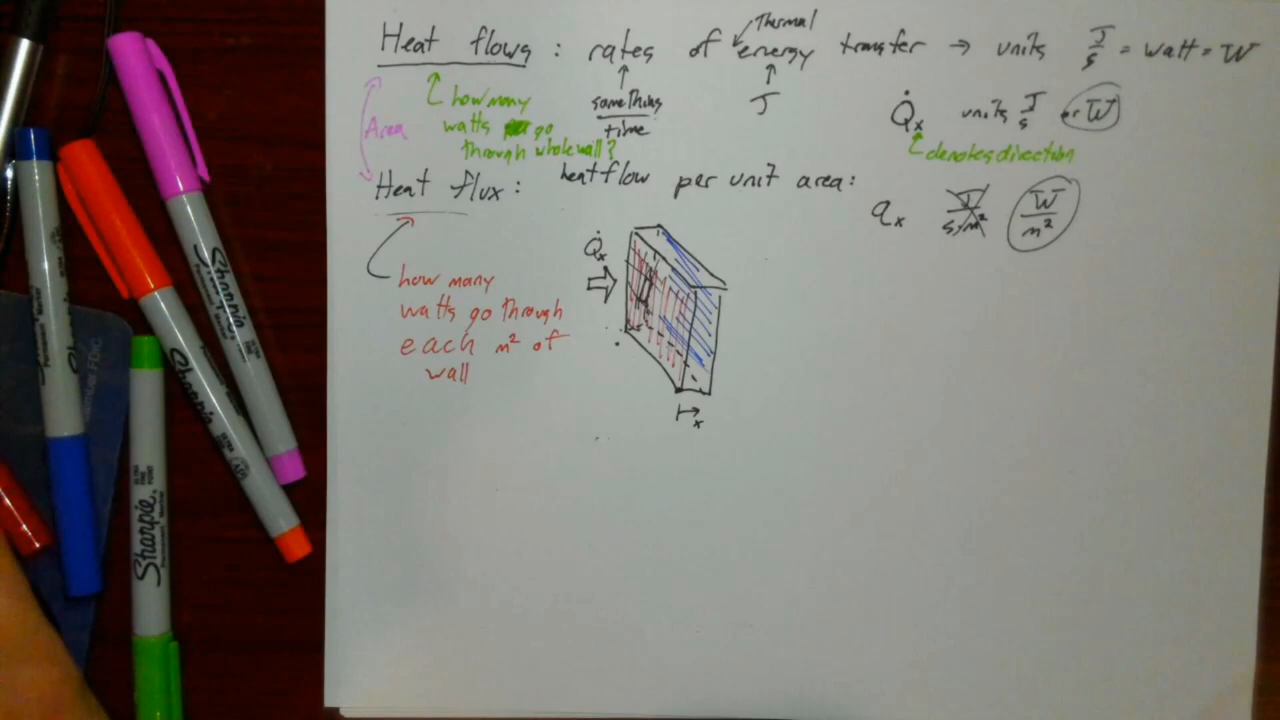 Thermal
Heat flows : rates of energy transfer → units J/s = watt = W
how many
watts go
through whole wall?
something
time
J
Q̇x units J/s or W
denotes direction
Area
Heat flux : heat flow per unit area:
qx J/s·m² W/m²
Q̇x
how many
watts go through
each m² of
wall
x
Sharpie
Sharpie
Sharpie
Permanent Marker